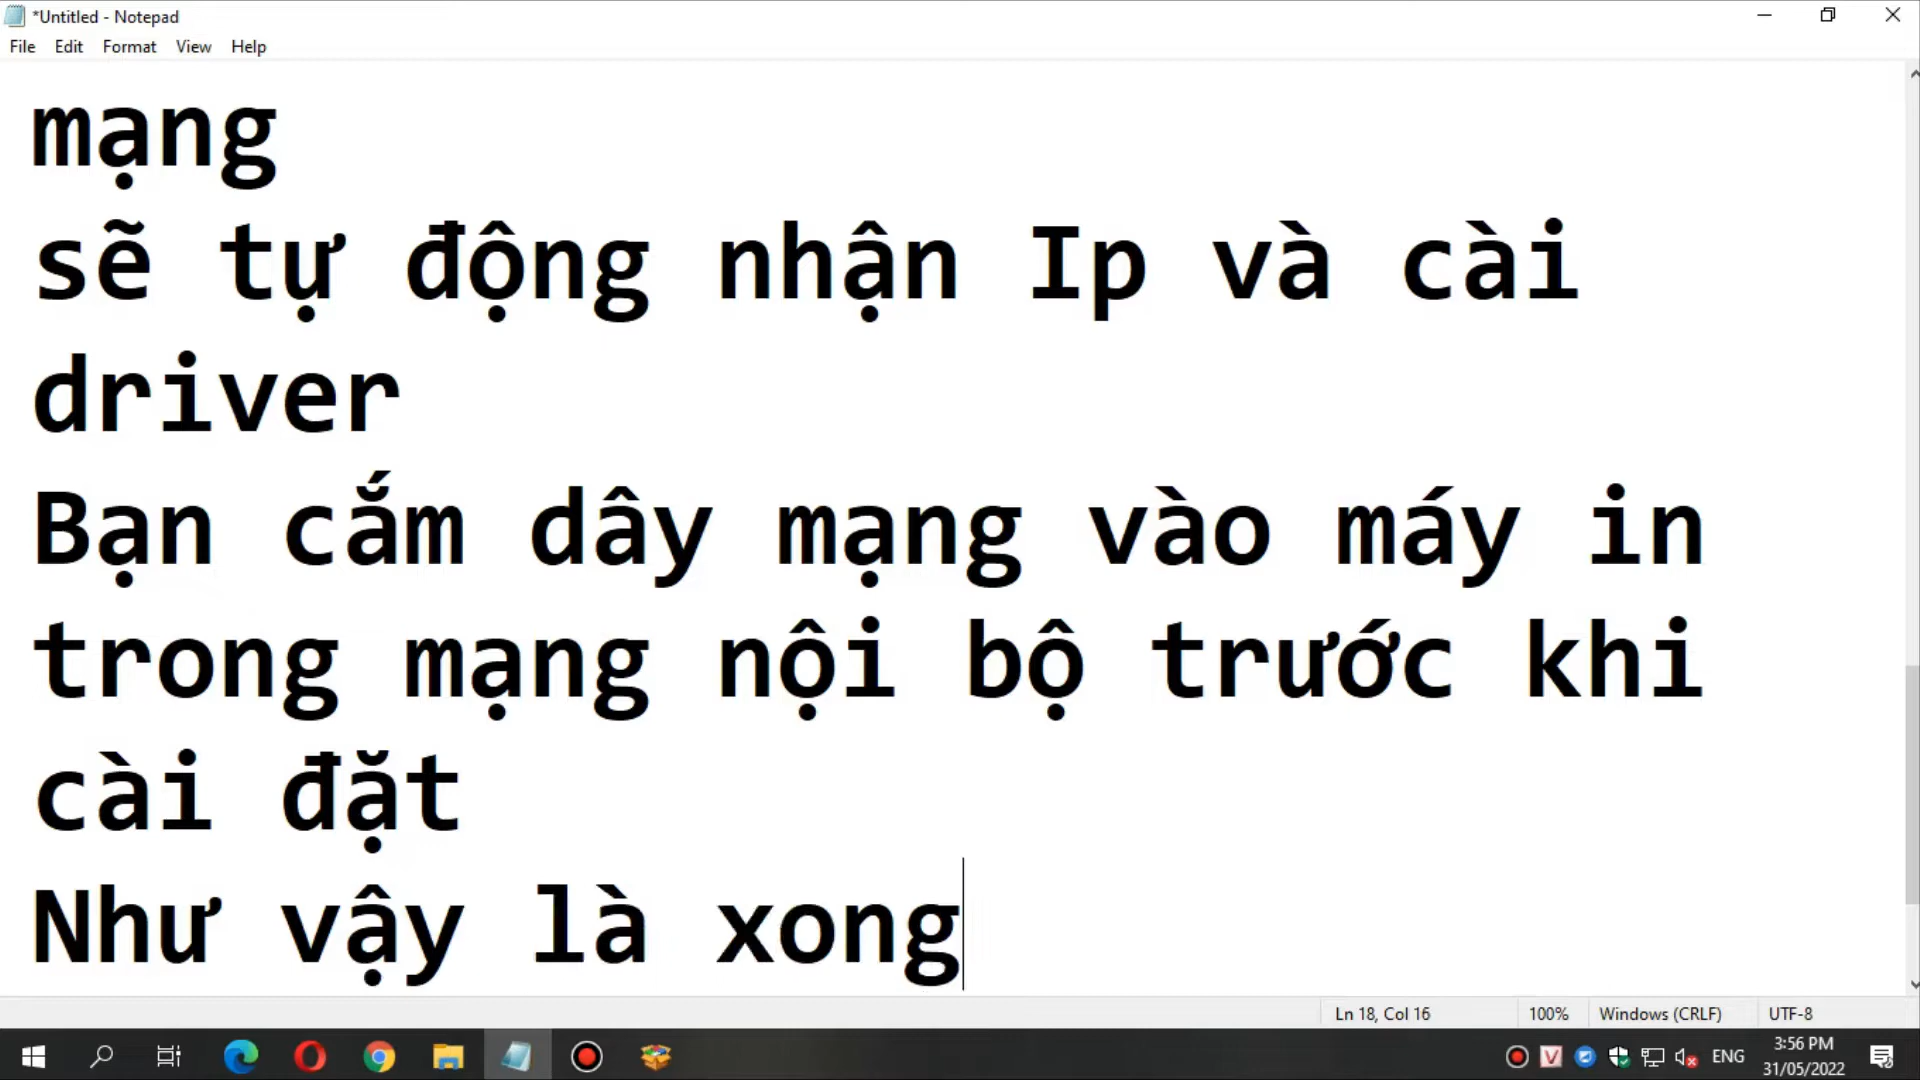 *Untitled - Notepad
File Edit Format View Help
mạng
sẽ tự động nhận Ip và cài
driver
Bạn cắm dây mạng vào máy in
trong mạng nội bộ trước khi
cài đặt
Như vậy là xong
Ln 18, Col 16 100% Windows (CRLF) UTF-8
ENG 3:56 PM
31/05/2022